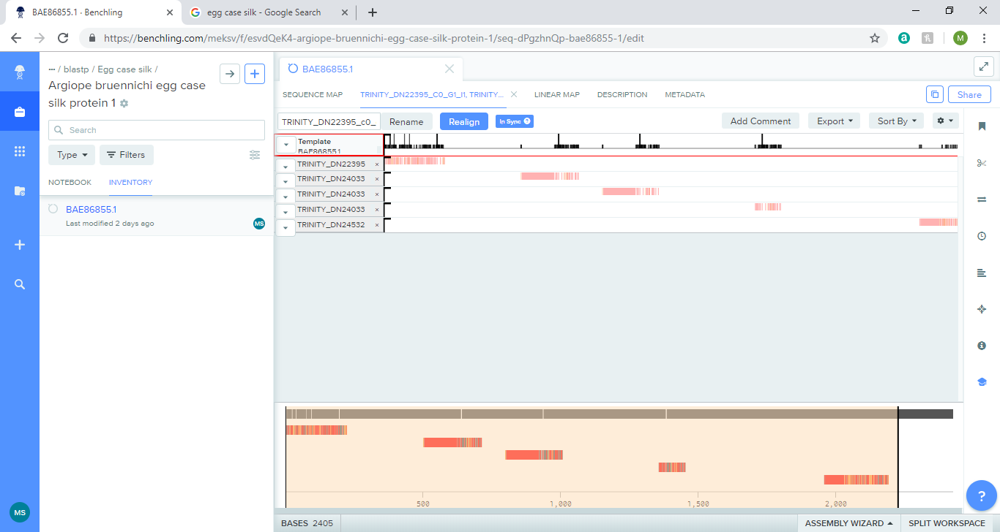 BAE86855.1 · Benchling
egg case silk - Google Search
https://benchling.com/meksv/f/esvdQeK4-argiope-bruennichi-egg-case-silk-protein-1/seq-dPgzhnQp-bae86855-1/edit
M
··· / blastp / Egg case silk /
Argiope bruennichi egg case
silk protein 1
Search
Type
Filters
NOTEBOOK INVENTORY
BAE86855.1
Last modified 2 days ago
MS
MS
BAE86855.1
SEQUENCE MAP TRINITY_DN22395_C0_G1_I1, TRINITY... LINEAR MAP DESCRIPTION METADATA
Share
TRINITY_DN22395_c0_ Rename Realign In Sync ? Add Comment Export Sort By
Template
BAE86855.1
TRINITY_DN22395 ×
TRINITY_DN24033 ×
TRINITY_DN24033 ×
TRINITY_DN24033 ×
TRINITY_DN24532 ×
500 1,000 1,500 2,000
?
BASES 2405 ASSEMBLY WIZARD SPLIT WORKSPACE